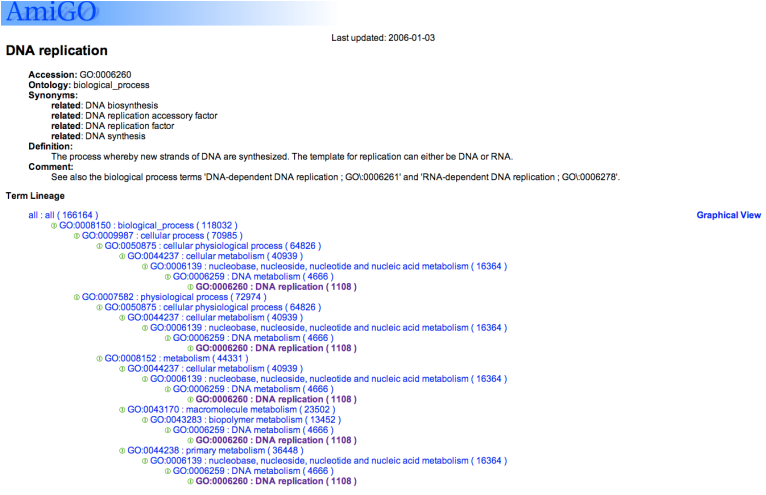 AmiGO
Last updated: 2006-01-03
DNA replication
Accession: GO:0006260
Ontology: biological_process
Synonyms:
related: DNA biosynthesis
related: DNA replication accessory factor
related: DNA replication factor
related: DNA synthesis
Definition:
The process whereby new strands of DNA are synthesized. The template for replication can either be DNA or RNA.
Comment:
See also the biological process terms 'DNA-dependent DNA replication ; GO\:0006261' and 'RNA-dependent DNA replication ; GO\:0006278'.
Term Lineage
all : all ( 166164 ) Graphical View
GO:0008150 : biological_process ( 118032 )
GO:0009987 : cellular process ( 70985 )
GO:0050875 : cellular physiological process ( 64826 )
GO:0044237 : cellular metabolism ( 40939 )
GO:0006139 : nucleobase, nucleoside, nucleotide and nucleic acid metabolism ( 16364 )
GO:0006259 : DNA metabolism ( 4666 )
GO:0006260 : DNA replication ( 1108 )
GO:0007582 : physiological process ( 72974 )
GO:0050875 : cellular physiological process ( 64826 )
GO:0044237 : cellular metabolism ( 40939 )
GO:0006139 : nucleobase, nucleoside, nucleotide and nucleic acid metabolism ( 16364 )
GO:0006259 : DNA metabolism ( 4666 )
GO:0006260 : DNA replication ( 1108 )
GO:0008152 : metabolism ( 44331 )
GO:0044237 : cellular metabolism ( 40939 )
GO:0006139 : nucleobase, nucleoside, nucleotide and nucleic acid metabolism ( 16364 )
GO:0006259 : DNA metabolism ( 4666 )
GO:0006260 : DNA replication ( 1108 )
GO:0043170 : macromolecule metabolism ( 23502 )
GO:0043283 : biopolymer metabolism ( 13452 )
GO:0006259 : DNA metabolism ( 4666 )
GO:0006260 : DNA replication ( 1108 )
GO:0044238 : primary metabolism ( 36448 )
GO:0006139 : nucleobase, nucleoside, nucleotide and nucleic acid metabolism ( 16364 )
GO:0006259 : DNA metabolism ( 4666 )
GO:0006260 : DNA replication ( 1108 )